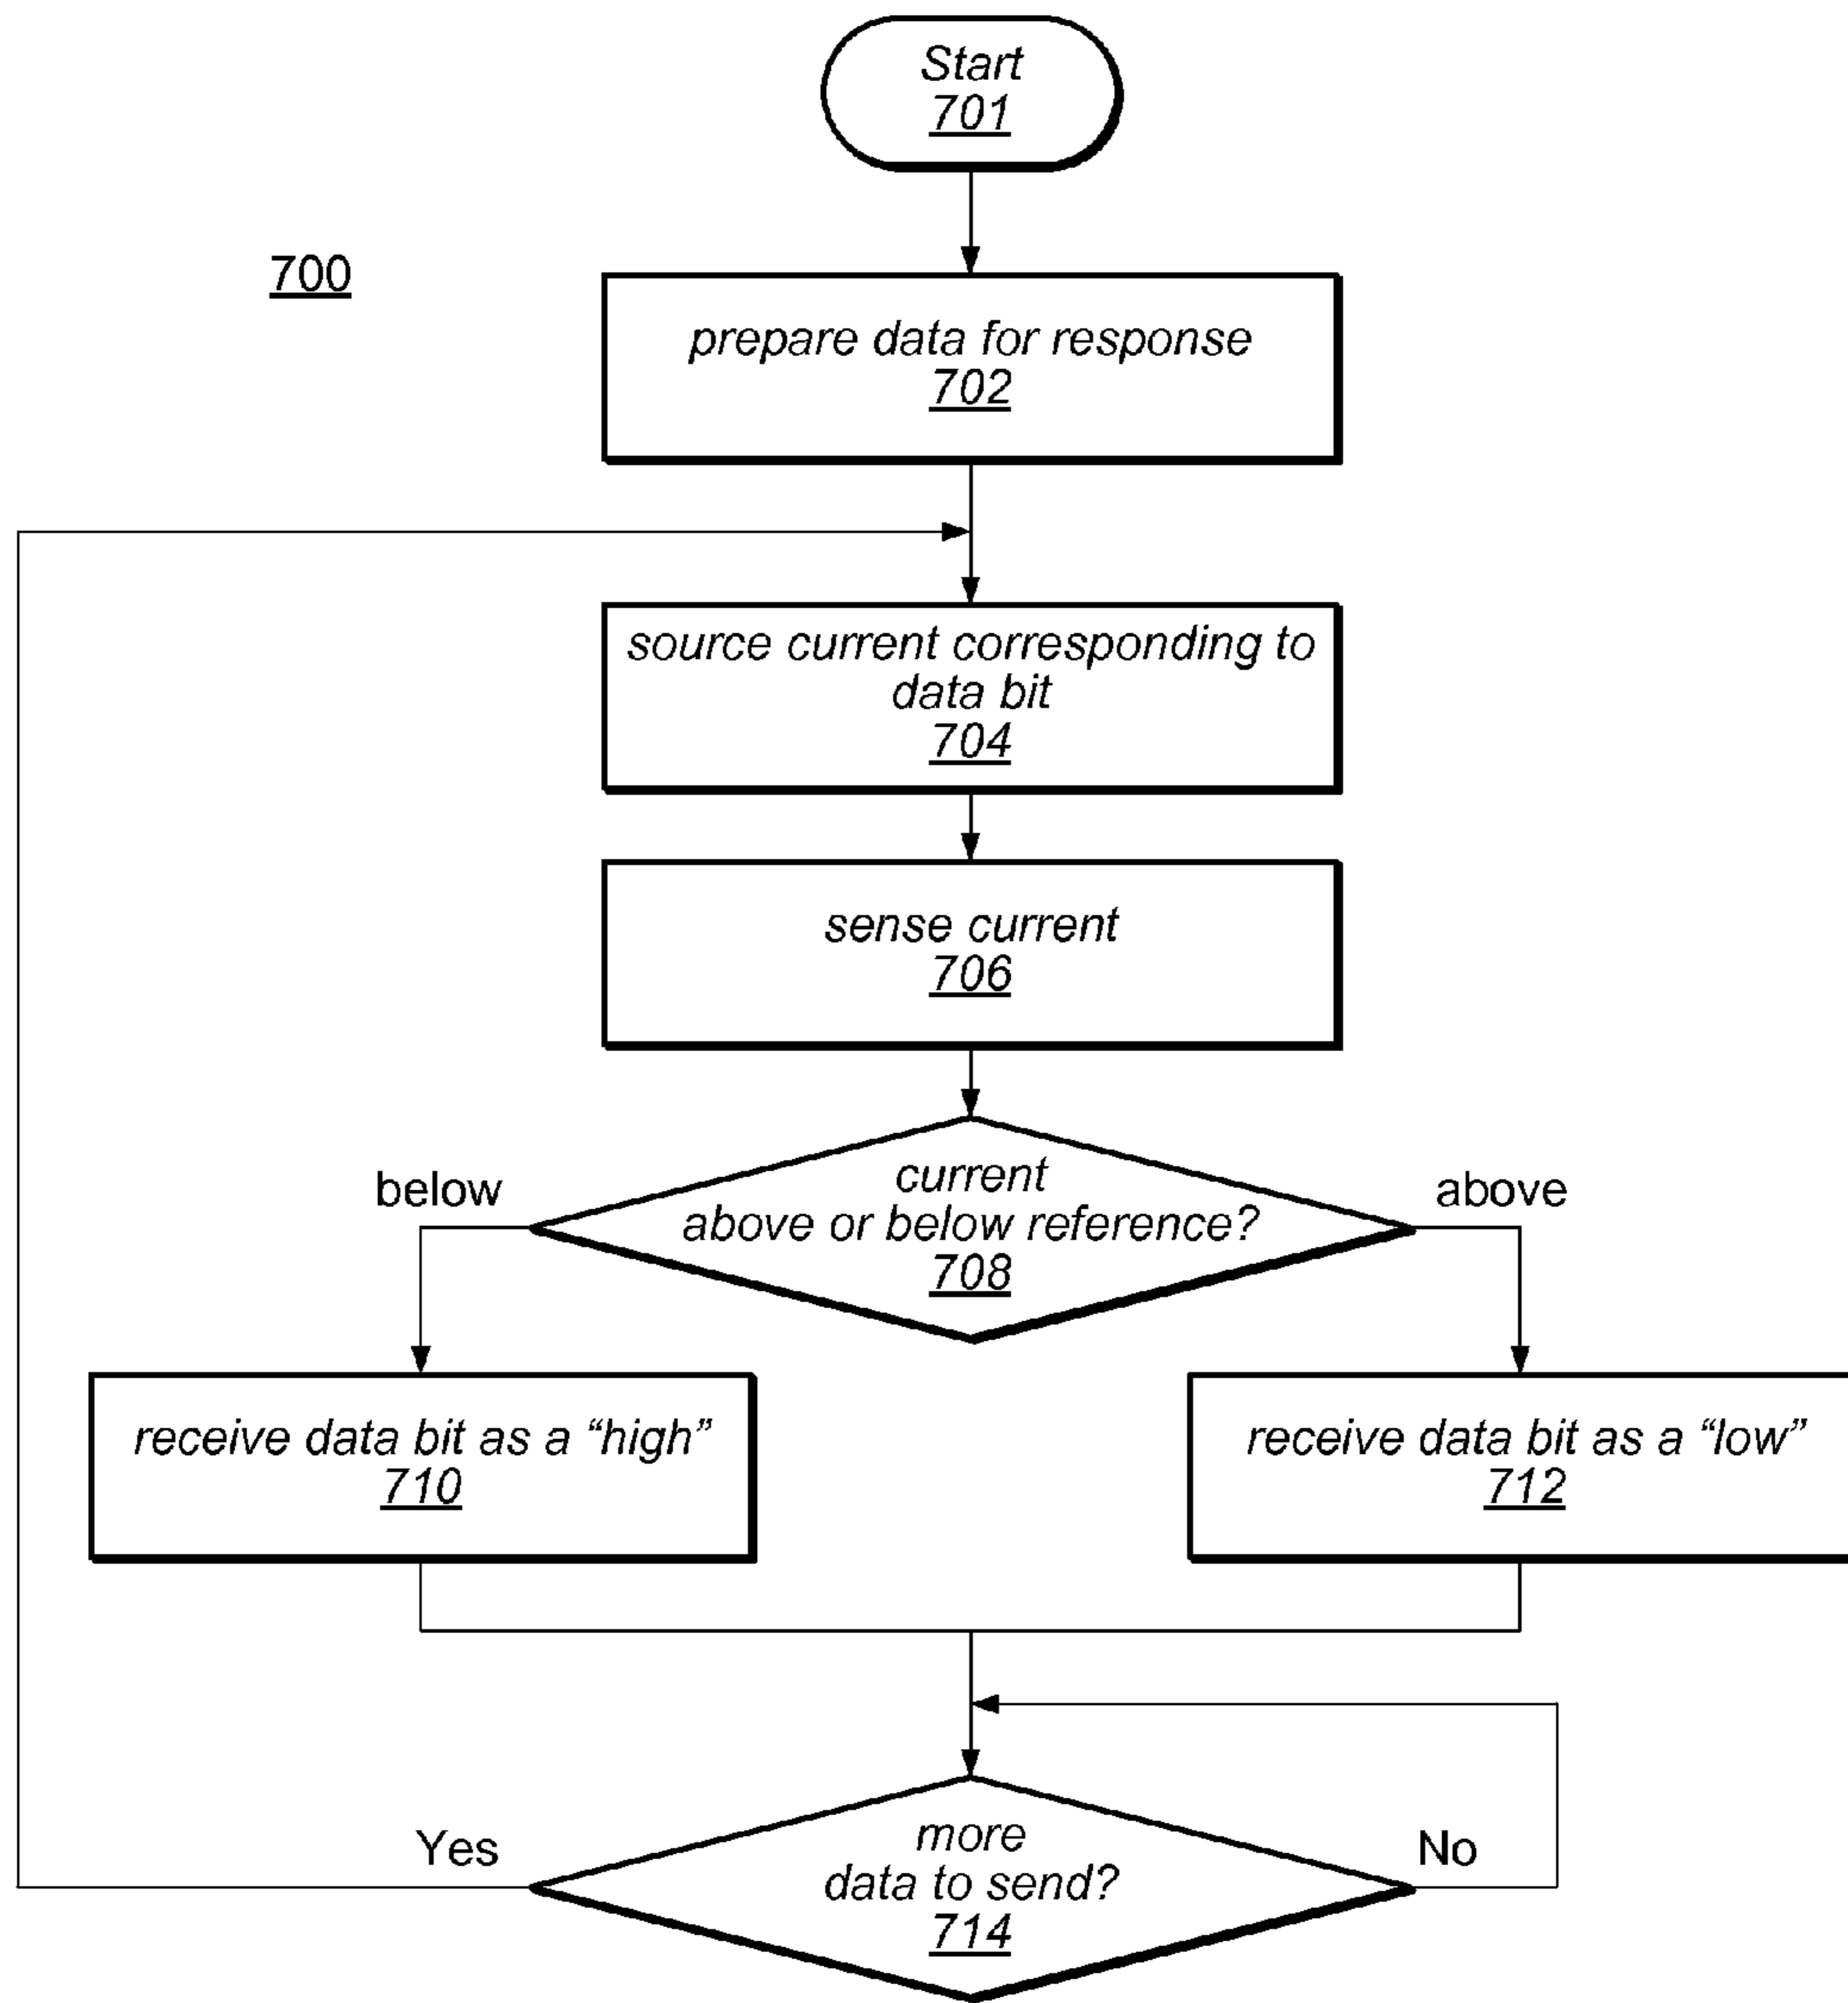 Start
701
700
prepare data for response
702
source current corresponding to
data bit
704
sense current
706
below
current
above or below reference?
708
above
receive data bit as a “high”
710
receive data bit as a “low”
712
Yes
more
data to send?
714
No